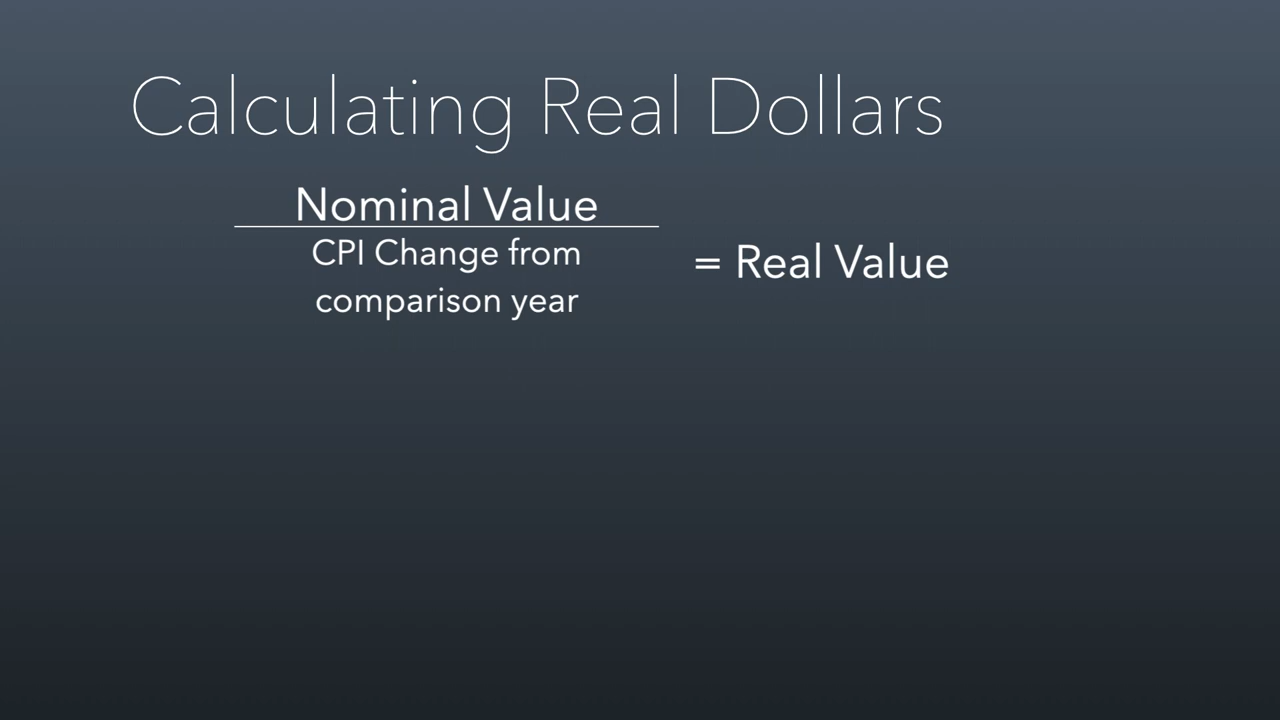 Calculating Real Dollars
Nominal Value
CPI Change from
comparison year
= Real Value